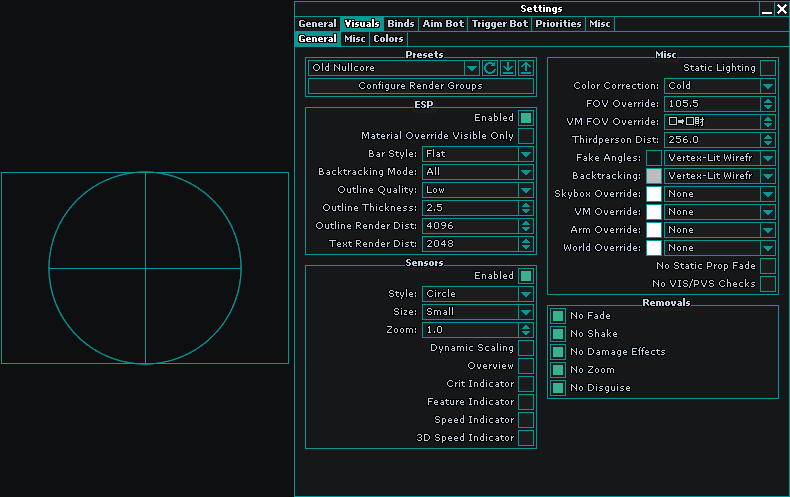 Settings
General Visuals Binds Aim Bot Trigger Bot Priorities Misc
General Misc Colors
Presets
Old Nullcore
Configure Render Groups
ESP
Enabled
Material Override Visible Only
Bar Style: Flat
Backtracking Mode: All
Outline Quality: Low
Outline Thickness: 2.5
Outline Render Dist: 4096
Text Render Dist: 2048
Sensors
Enabled
Style: Circle
Size: Small
Zoom: 1.0
Dynamic Scaling
Overview
Crit Indicator
Feature Indicator
Speed Indicator
3D Speed Indicator
Misc
Static Lighting
Color Correction: Cold
FOV Override: 105.5
VM FOV Override:
Thirdperson Dist: 256.0
Fake Angles: Vertex-Lit Wirefr
Backtracking: Vertex-Lit Wirefr
Skybox Override: None
VM Override: None
Arm Override: None
World Override: None
No Static Prop Fade
No VIS/PVS Checks
Removals
No Fade
No Shake
No Damage Effects
No Zoom
No Disguise